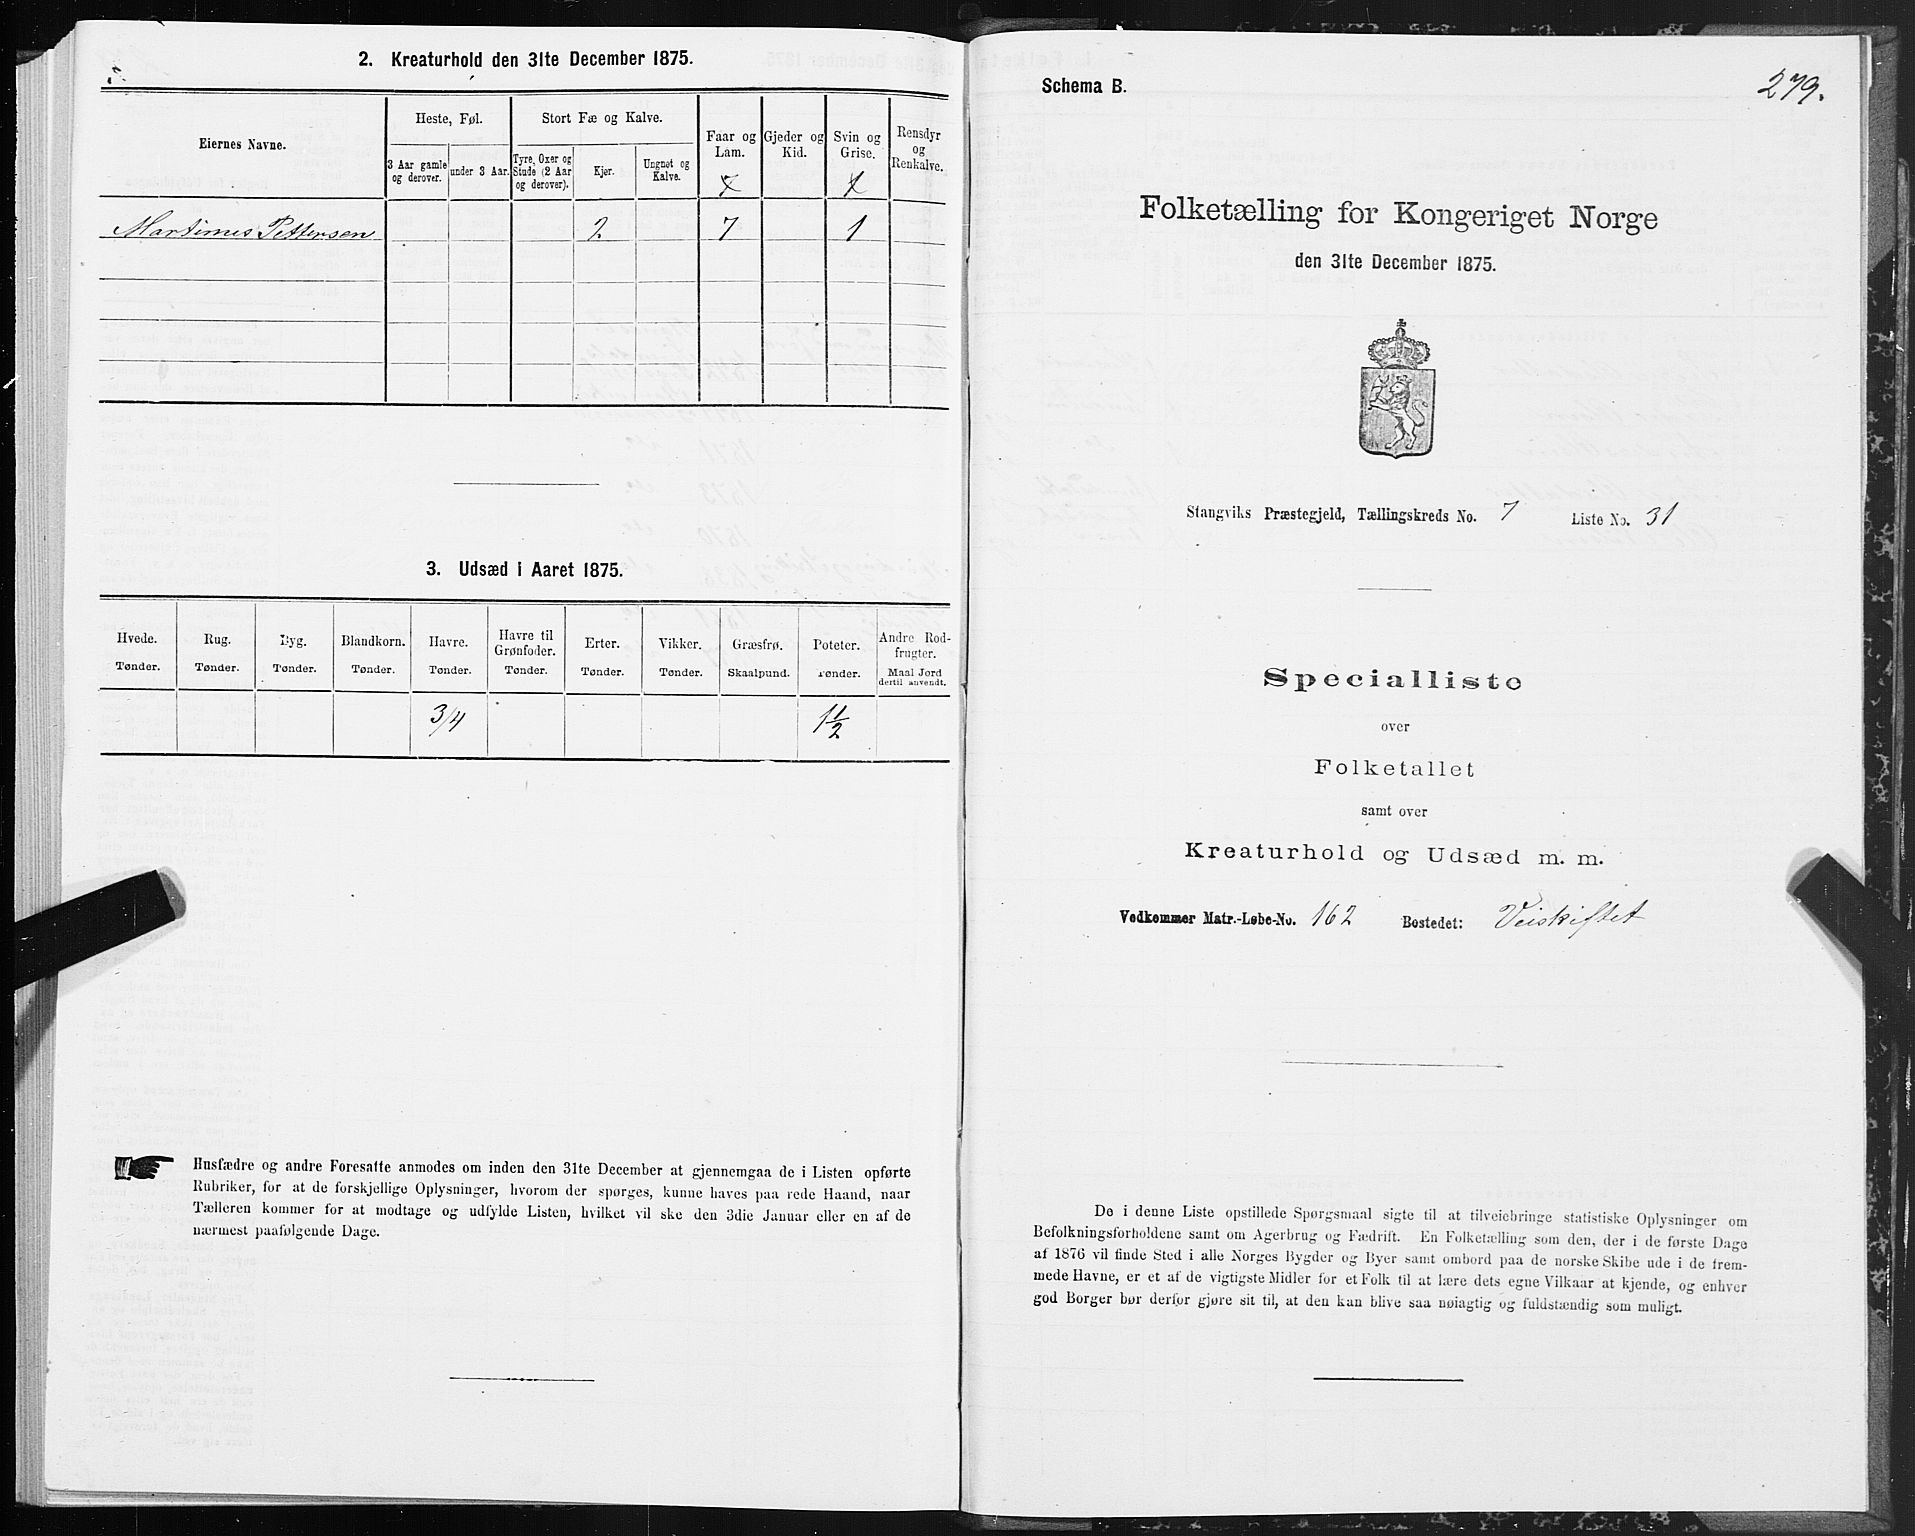 2. Kreaturhold den 31te December 1875.
Eiernes Navne.
Heste, Føl.
Stort Fæ og Kalve.
Faar og Lam.
Gjeder og Kid.
Svin og Grise.
Rensdyr og Renkalve.
3 Aar gamle og derover.
under 3 Aar.
Tyre, Oxer og Stude (2 Aar og derover).
Kjør.
Ungnøt og Kalve.
Martinus Pettersen 2 7 1
3. Udsæd i Aaret 1875.
Hvede. Rug. Byg. Blandkorn. Havre. Havre til Grønfoder. Erter. Vikker. Græsfrø. Poteter. Andre Rodfrugter.
Tønder. Tønder. Tønder. Tønder. Tønder. Tønder. Tønder. Tønder. Skaalpund. Tønder. Maal Jord dertil anvendt.
3/4 1 1/2
Husfædre og andre Foresatte anmodes om inden den 31te December at gjennemgaa de i Listen opførte
Rubriker, for at de forskjellige Oplysninger, hvorom der spørges, kunne haves paa rede Haand, naar
Tælleren kommer for at modtage og udfylde Listen, hvilket vil ske den 3die Januar eller en af de
nærmest paafølgende Dage.
Schema B.
279.
Folketælling for Kongeriget Norge
den 31te December 1875.
Stangviks Præstegjeld, Tællingskreds No. 7 Liste No. 31
Specialliste
over
Folketallet
samt over
Kreaturhold og Udsæd m. m.
Vedkommer Matr.-Løbe-No. 162 Bostedet: Veiskiftet
De i denne Liste opstillede Spørgsmaal sigte til at tilveiebringe statistiske Oplysninger om
Befolkningsforholdene samt om Agerbrug og Fædrift. En Folketælling som den, der i de første Dage
af 1876 vil finde Sted i alle Norges Bygder og Byer samt ombord paa de norske Skibe ude i de frem-
mede Havne, er et af de vigtigste Midler for et Folk til at lære dets egne Vilkaar at kjende, og enhver
god Borger bør derfor gjøre sit til, at den kan blive saa nøiagtig og fuldstændig som muligt.